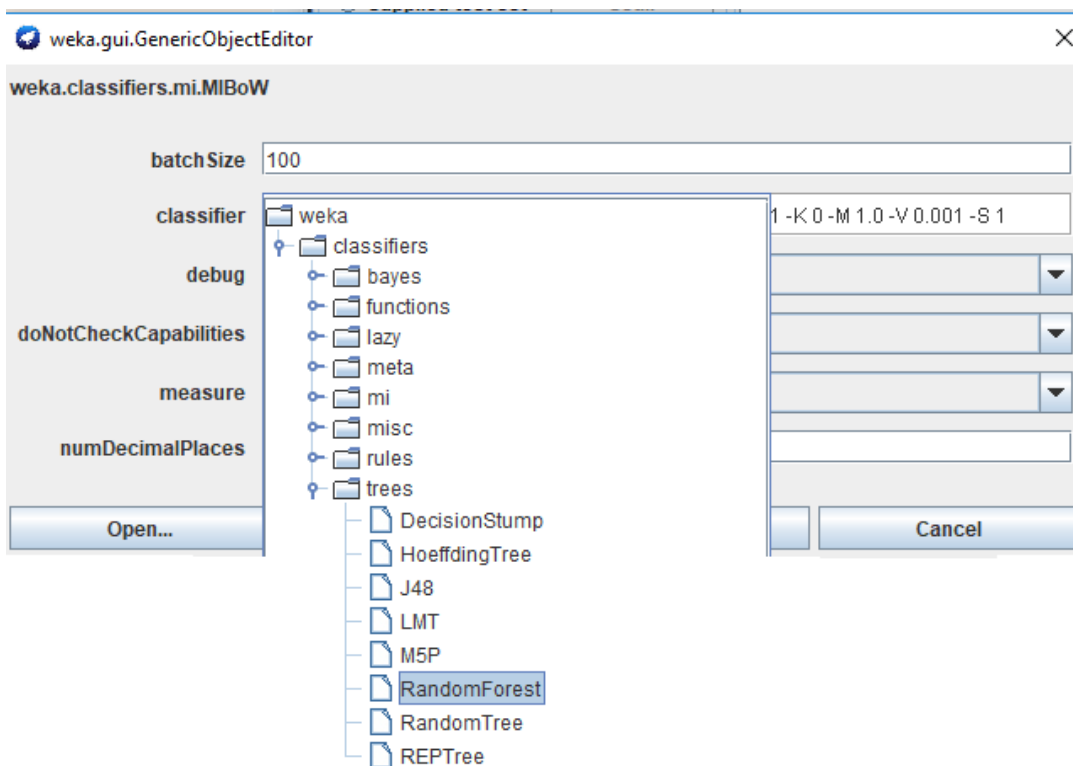 weka.gui.GenericObjectEditor
weka.classifiers.mi.MIBoW
batchSize 100
classifier 1 -K 0 -M 1.0 -V 0.001 -S 1
weka
classifiers
debug
bayes
functions
doNotCheckCapabilities
lazy
meta
measure
mi
misc
numDecimalPlaces
rules
trees
Open... Cancel
DecisionStump
HoeffdingTree
J48
LMT
M5P
RandomForest
RandomTree
REPTree